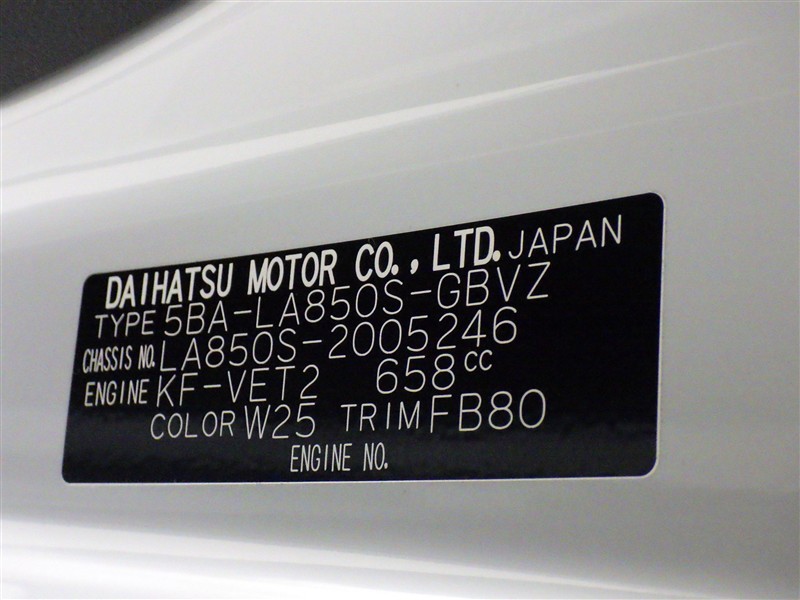 DAIHATSU MOTOR CO., LTD. JAPAN
TYPE 5BA-LA850S-GBVZ
CHASSIS NO. LA850S-2005246
ENGINE KF-VET2 658CC
COLOR W25 TRIM FB80
ENGINE NO.